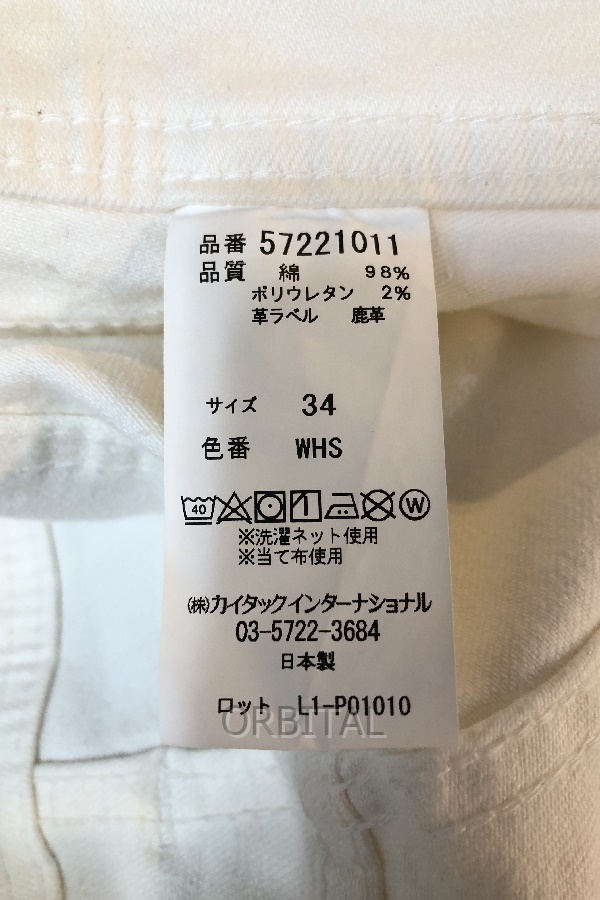 品番 57221011
品質 綿 98%
ポリウレタン 2%
革ラベル 鹿革
サイズ 34
色番 WHS
40 W
※洗濯ネット使用
※当て布使用
㈱カイタックインターナショナル
03-5722-3684
日本製
ロット L1-P01010
ORBITAL